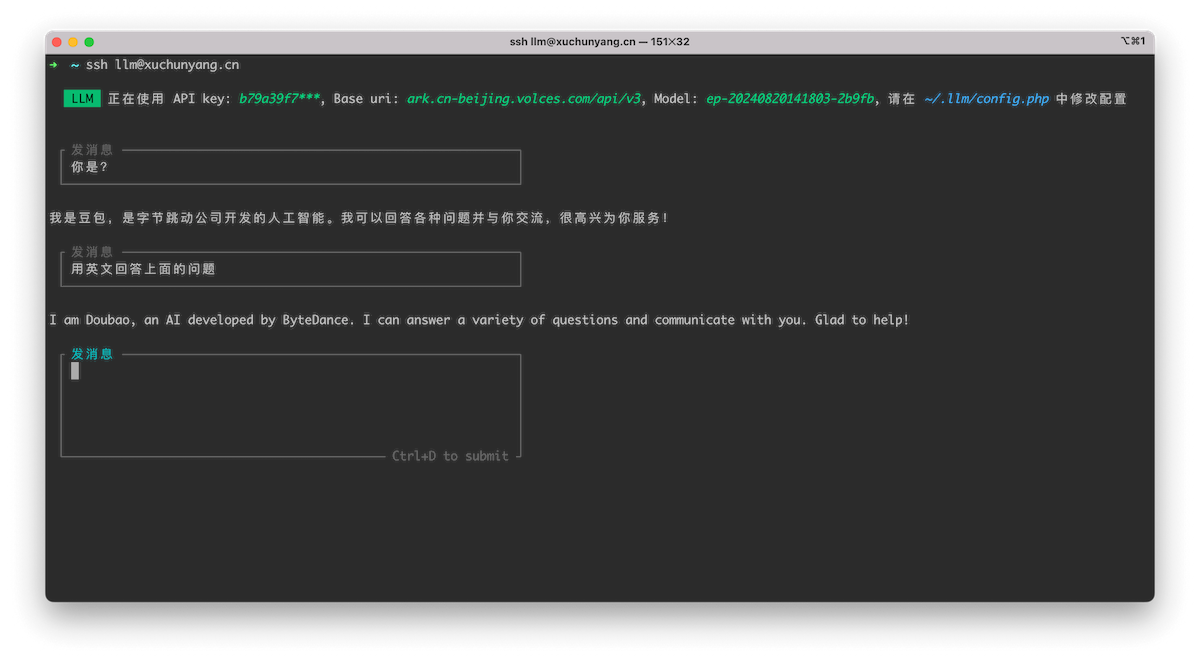 ssh llm@xuchunyang.cn — 151×32
⌥⌘1
➜ ~ ssh llm@xuchunyang.cn
LLM 正在使用 API key: b79a39f7***, Base uri: ark.cn-beijing.volces.com/api/v3, Model: ep-20240820141803-2b9fb, 请在 ~/.llm/config.php 中修改配置
发消息
你是？
我是豆包，是字节跳动公司开发的人工智能。我可以回答各种问题并与你交流，很高兴为你服务！
发消息
用英文回答上面的问题
I am Doubao, an AI developed by ByteDance. I can answer a variety of questions and communicate with you. Glad to help!
发消息
Ctrl+D to submit